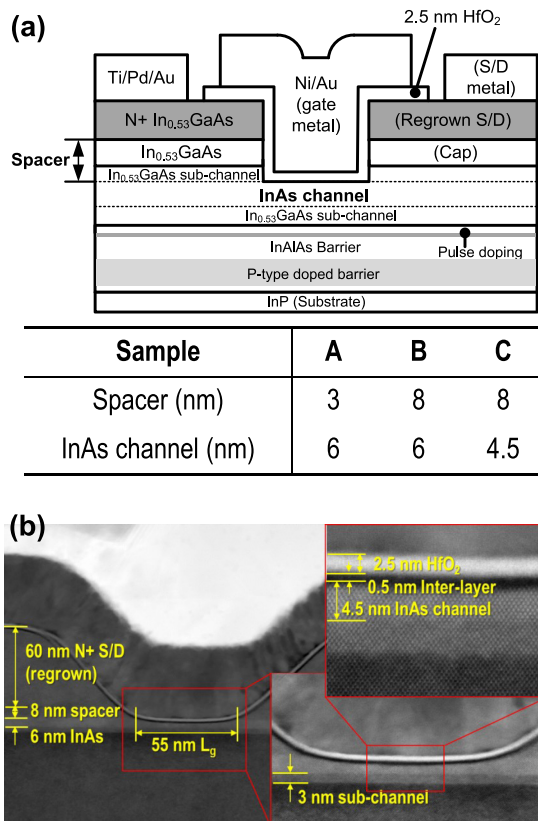 (a)
2.5 nm HfO₂
Ti/Pd/Au
Ni/Au
(gate
metal)
(S/D
metal)
N+ In₀.₅₃GaAs
(Regrown S/D)
Spacer
In₀.₅₃GaAs
(Cap)
In₀.₅₃GaAs sub-channel
InAs channel
In₀.₅₃GaAs sub-channel
InAlAs Barrier
Pulse doping
P-type doped barrier
InP (Substrate)
Sample A B C
Spacer (nm) 3 8 8
InAs channel (nm) 6 6 4.5
(b)
2.5 nm HfO₂
0.5 nm Inter-layer
4.5 nm InAs channel
60 nm N+ S/D
(regrown)
8 nm spacer
6 nm InAs
55 nm Lg
3 nm sub-channel